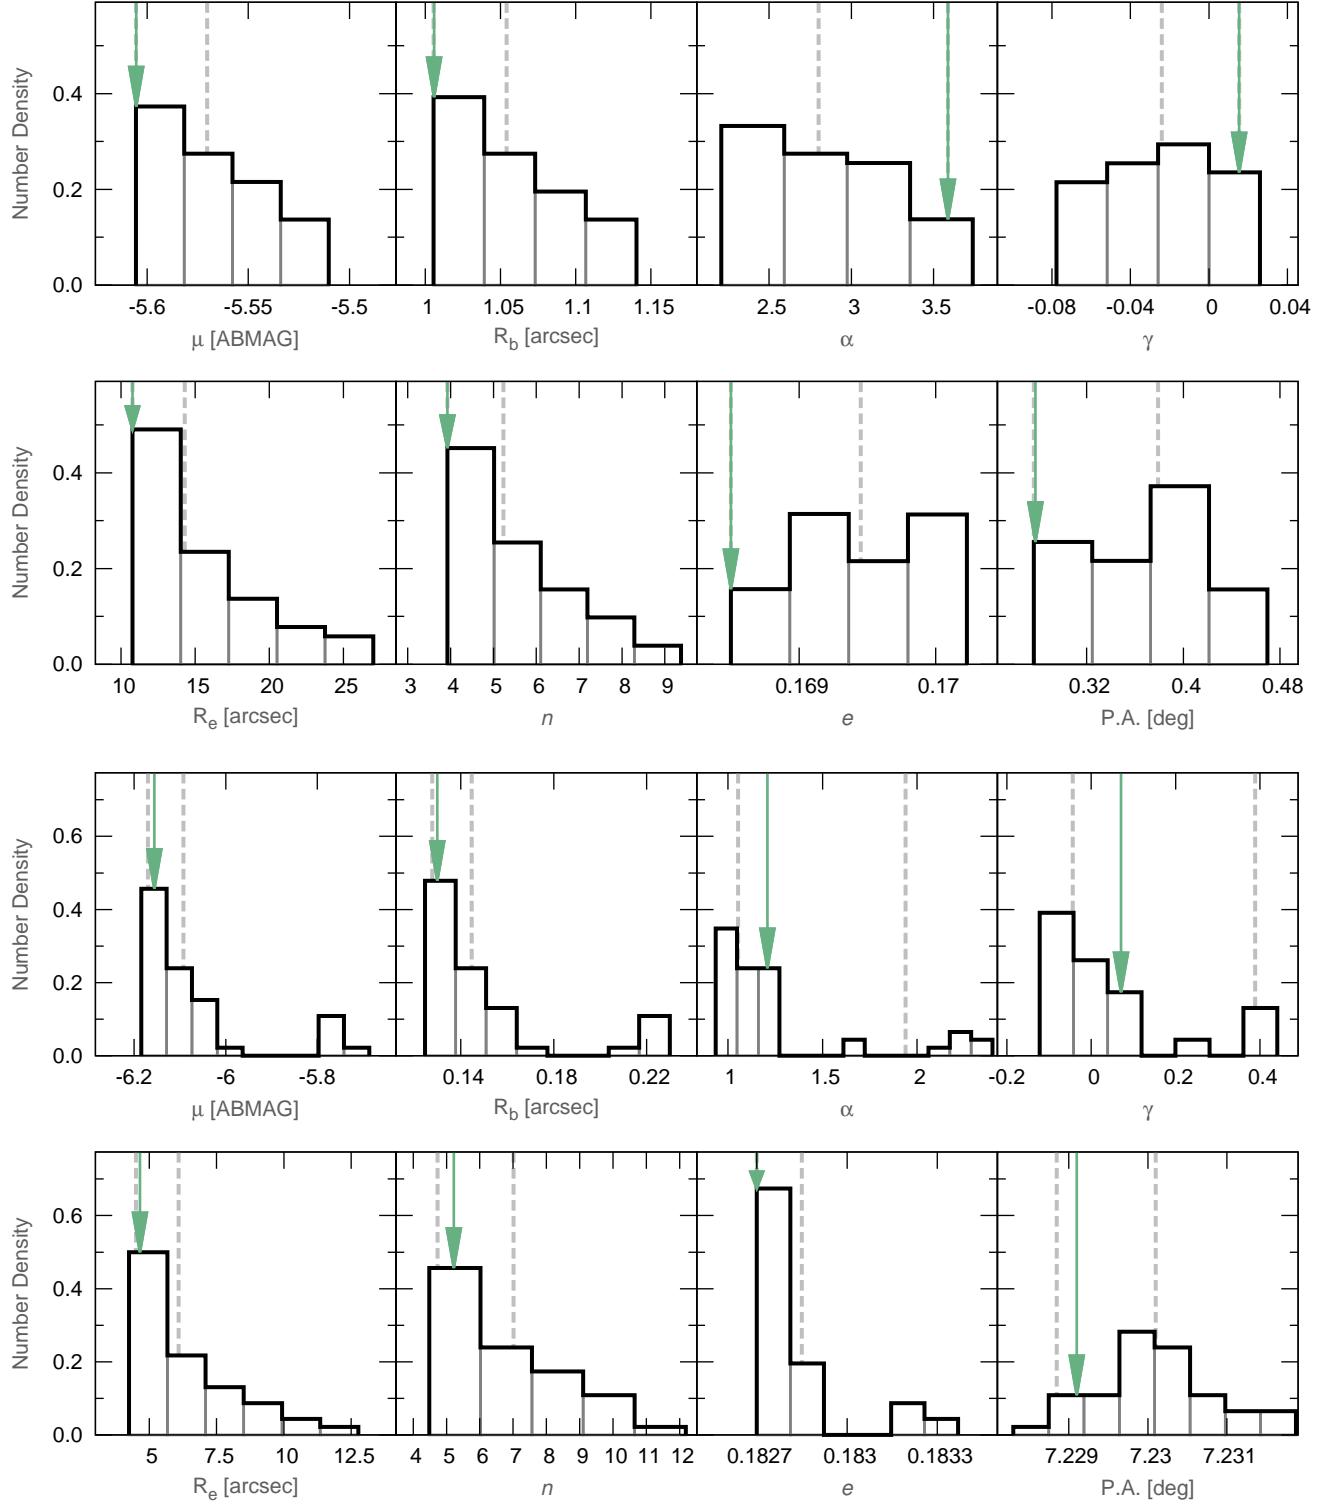 Number Density
0.4
0.2
0.0
-5.6 -5.55 -5.5 1 1.05 1.1 1.15 2.5 3 3.5 -0.08 -0.04 0 0.04
μ [ABMAG] R_b [arcsec] α γ
Number Density
0.4
0.2
0.0
10 15 20 25 3 4 5 6 7 8 9 0.169 0.17 0.32 0.4 0.48
R_e [arcsec] n e P.A. [deg]
Number Density
0.6
0.4
0.2
0.0
-6.2 -6 -5.8 0.14 0.18 0.22 1 1.5 2 -0.2 0 0.2 0.4
μ [ABMAG] R_b [arcsec] α γ
Number Density
0.6
0.4
0.2
0.0
5 7.5 10 12.5 4 5 6 7 8 9 10 11 12 0.1827 0.183 0.1833 7.229 7.23 7.231
R_e [arcsec] n e P.A. [deg]